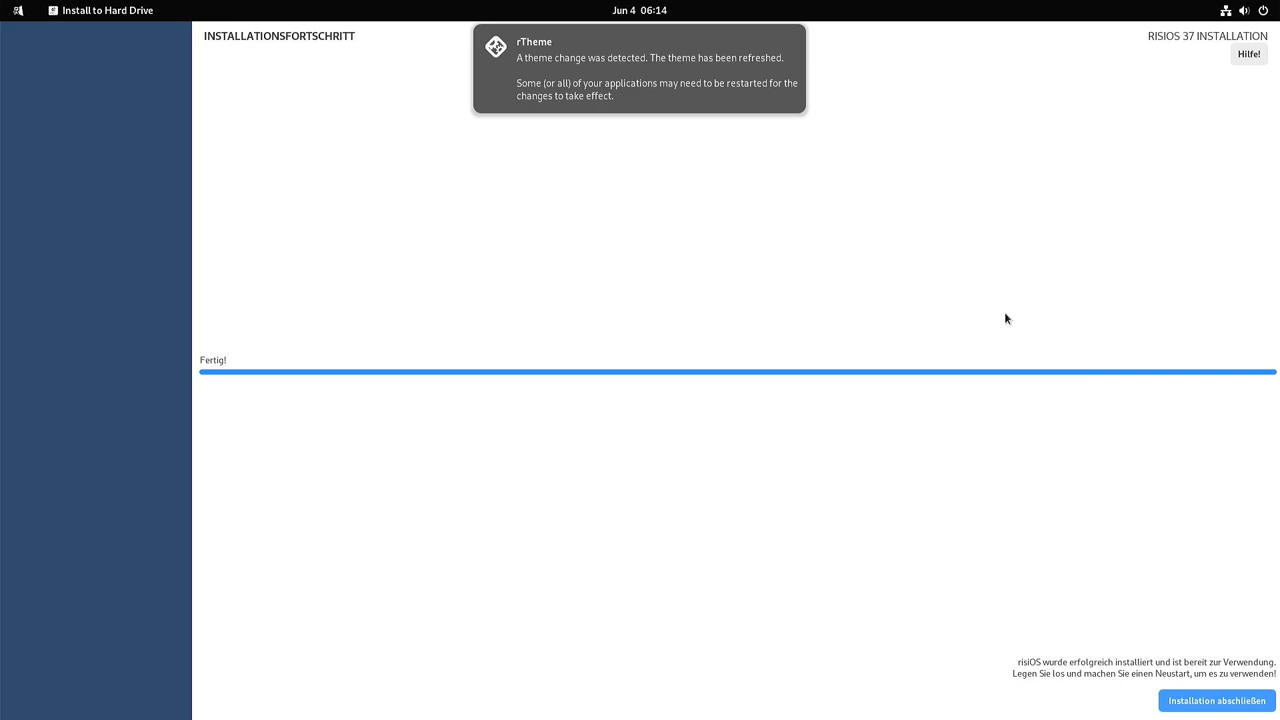 Install to Hard Drive
Jun 4 06:14
INSTALLATIONSFORTSCHRITT
RISIOS 37 INSTALLATION
Hilfe!
rTheme
A theme change was detected. The theme has been refreshed.
Some (or all) of your applications may need to be restarted for the
changes to take effect.
Fertig!
risiOS wurde erfolgreich installiert und ist bereit zur Verwendung.
Legen Sie los und machen Sie einen Neustart, um es zu verwenden!
Installation abschließen